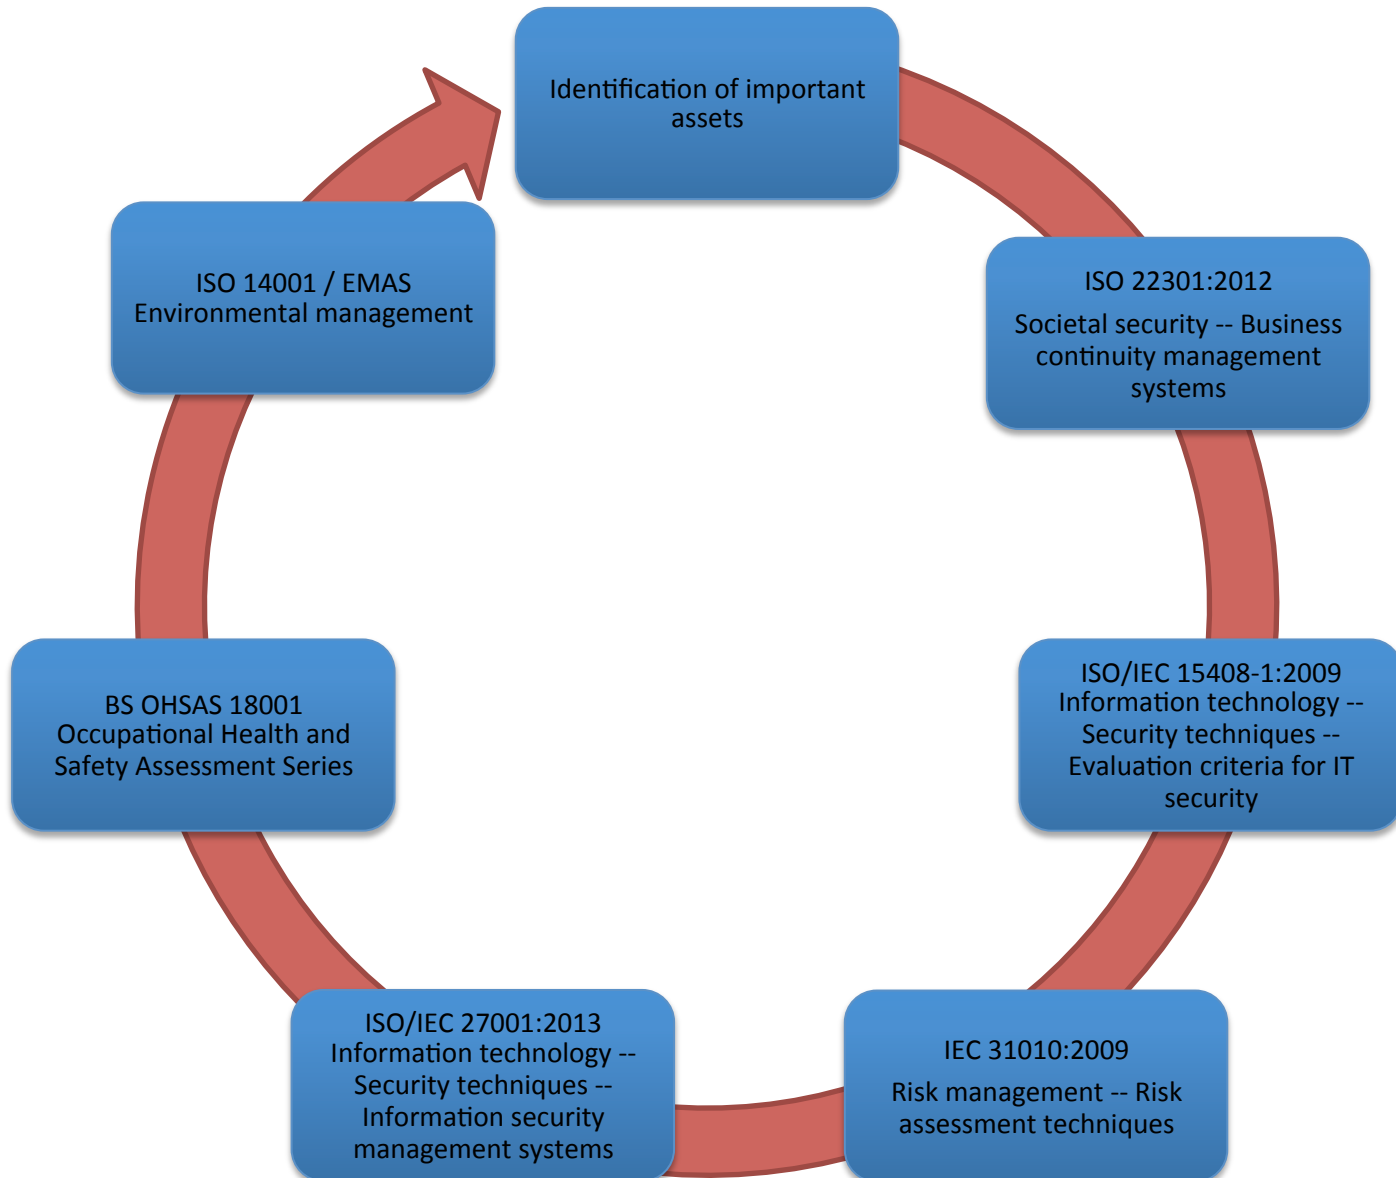 Identification of important
assets
ISO 22301:2012
Societal security -- Business
continuity management
systems
ISO/IEC 15408-1:2009
Information technology --
Security techniques --
Evaluation criteria for IT
security
IEC 31010:2009
Risk management -- Risk
assessment techniques
ISO/IEC 27001:2013
Information technology --
Security techniques --
Information security
management systems
BS OHSAS 18001
Occupational Health and
Safety Assessment Series
ISO 14001 / EMAS
Environmental management